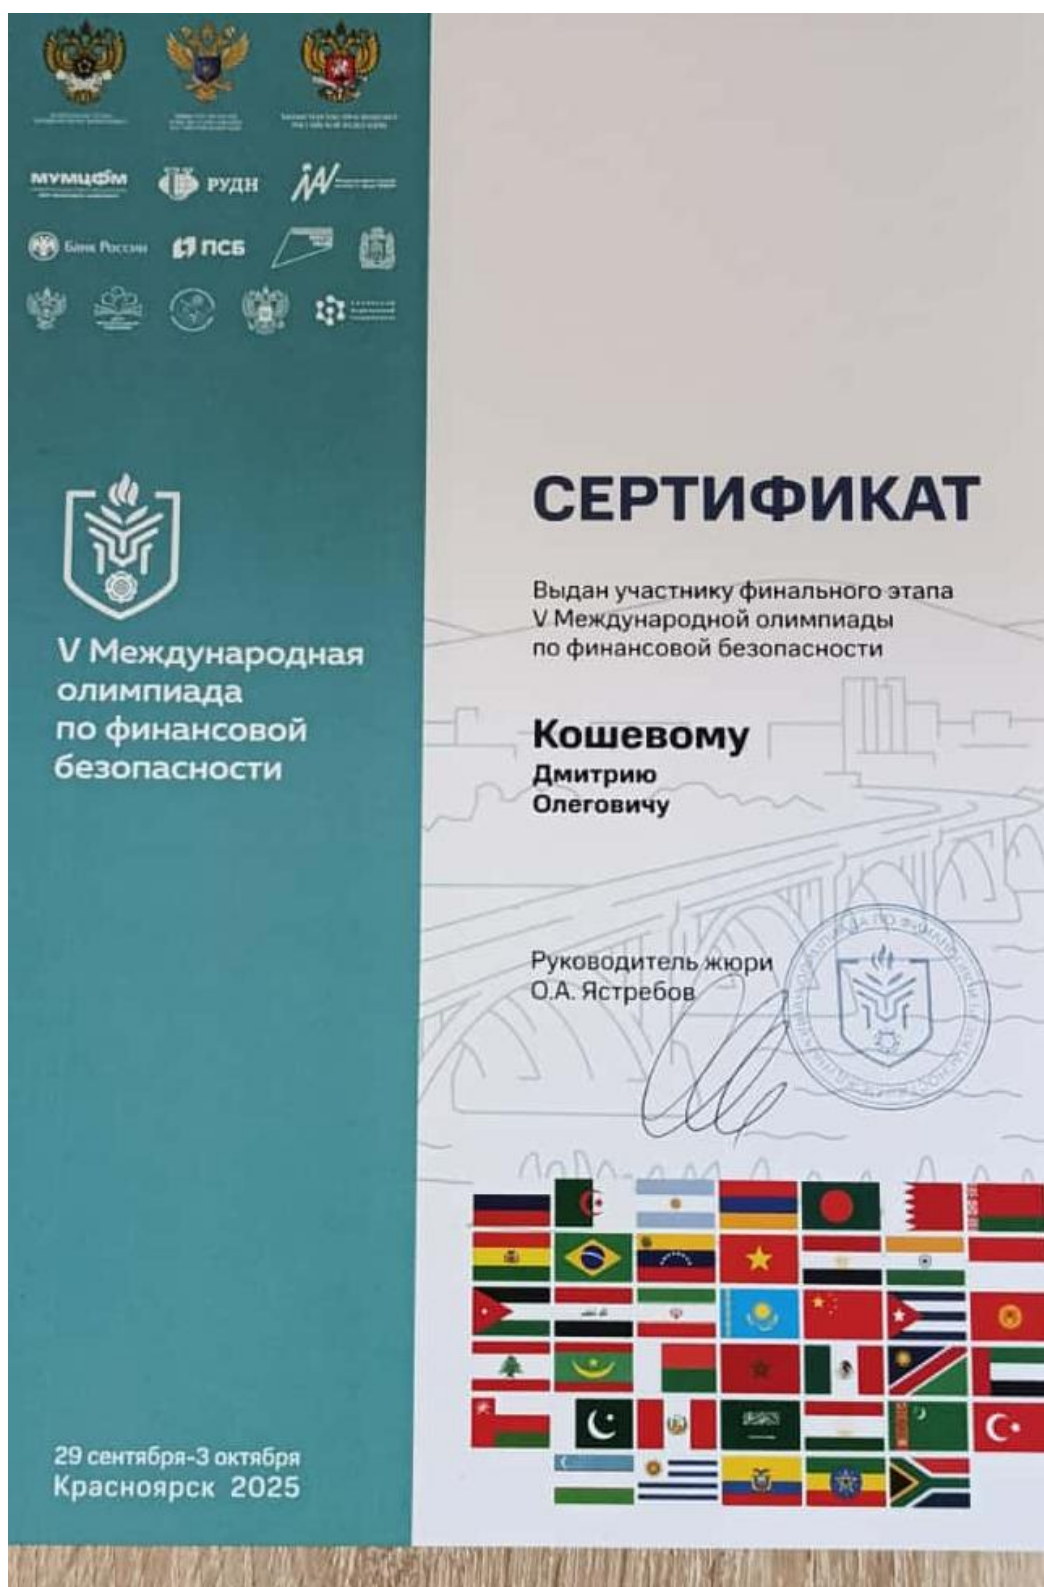 МУМЦФМ
РУДН
Банк России
ПСБ
СЕРТИФИКАТ
Выдан участнику финального этапа
V Международной олимпиады
по финансовой безопасности
Кошевому
Дмитрию
Олеговичу
Руководитель жюри
О.А. Ястребов
V Международная
олимпиада
по финансовой
безопасности
29 сентября-3 октября
Красноярск 2025